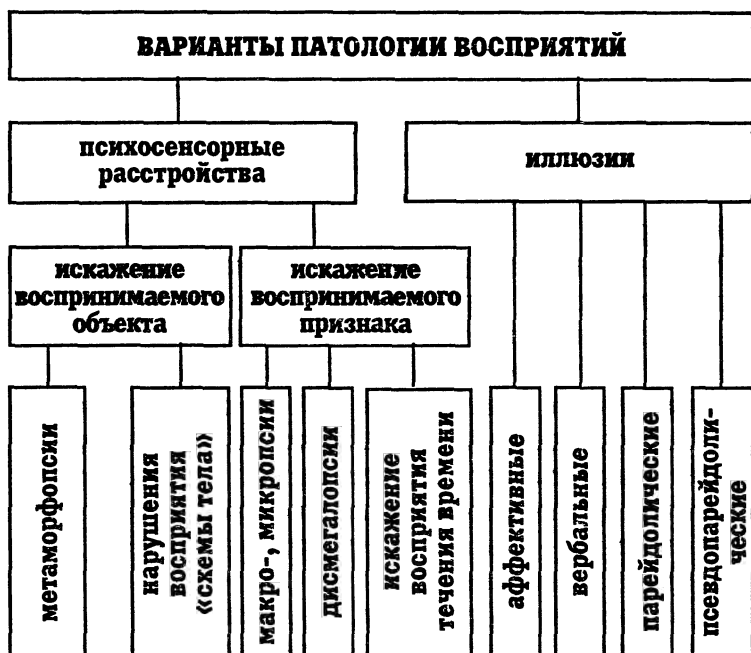 ВАРИАНТЫ ПАТОЛОГИИ ВОСПРИЯТИЙ
психосенсорные
расстройства
иллюзии
искажение
воспринимаемого
объекта
искажение
воспринимаемого
признака
метаморфопсии
нарушения
восприятия
«схемы тела»
макро-, микропсии
дисмегалопсии
искажение
восприятия
течения времени
аффективные
вербальные
парейдолические
псевдопарейдоли-
ческие